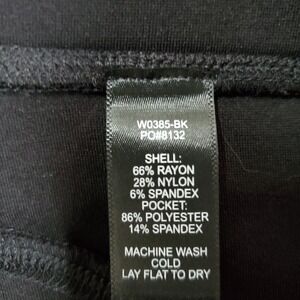 W0385-BK
PO#8132
SHELL:
66% RAYON
28% NYLON
6% SPANDEX
POCKET:
86% POLYESTER
14% SPANDEX
MACHINE WASH
COLD
LAY FLAT TO DRY